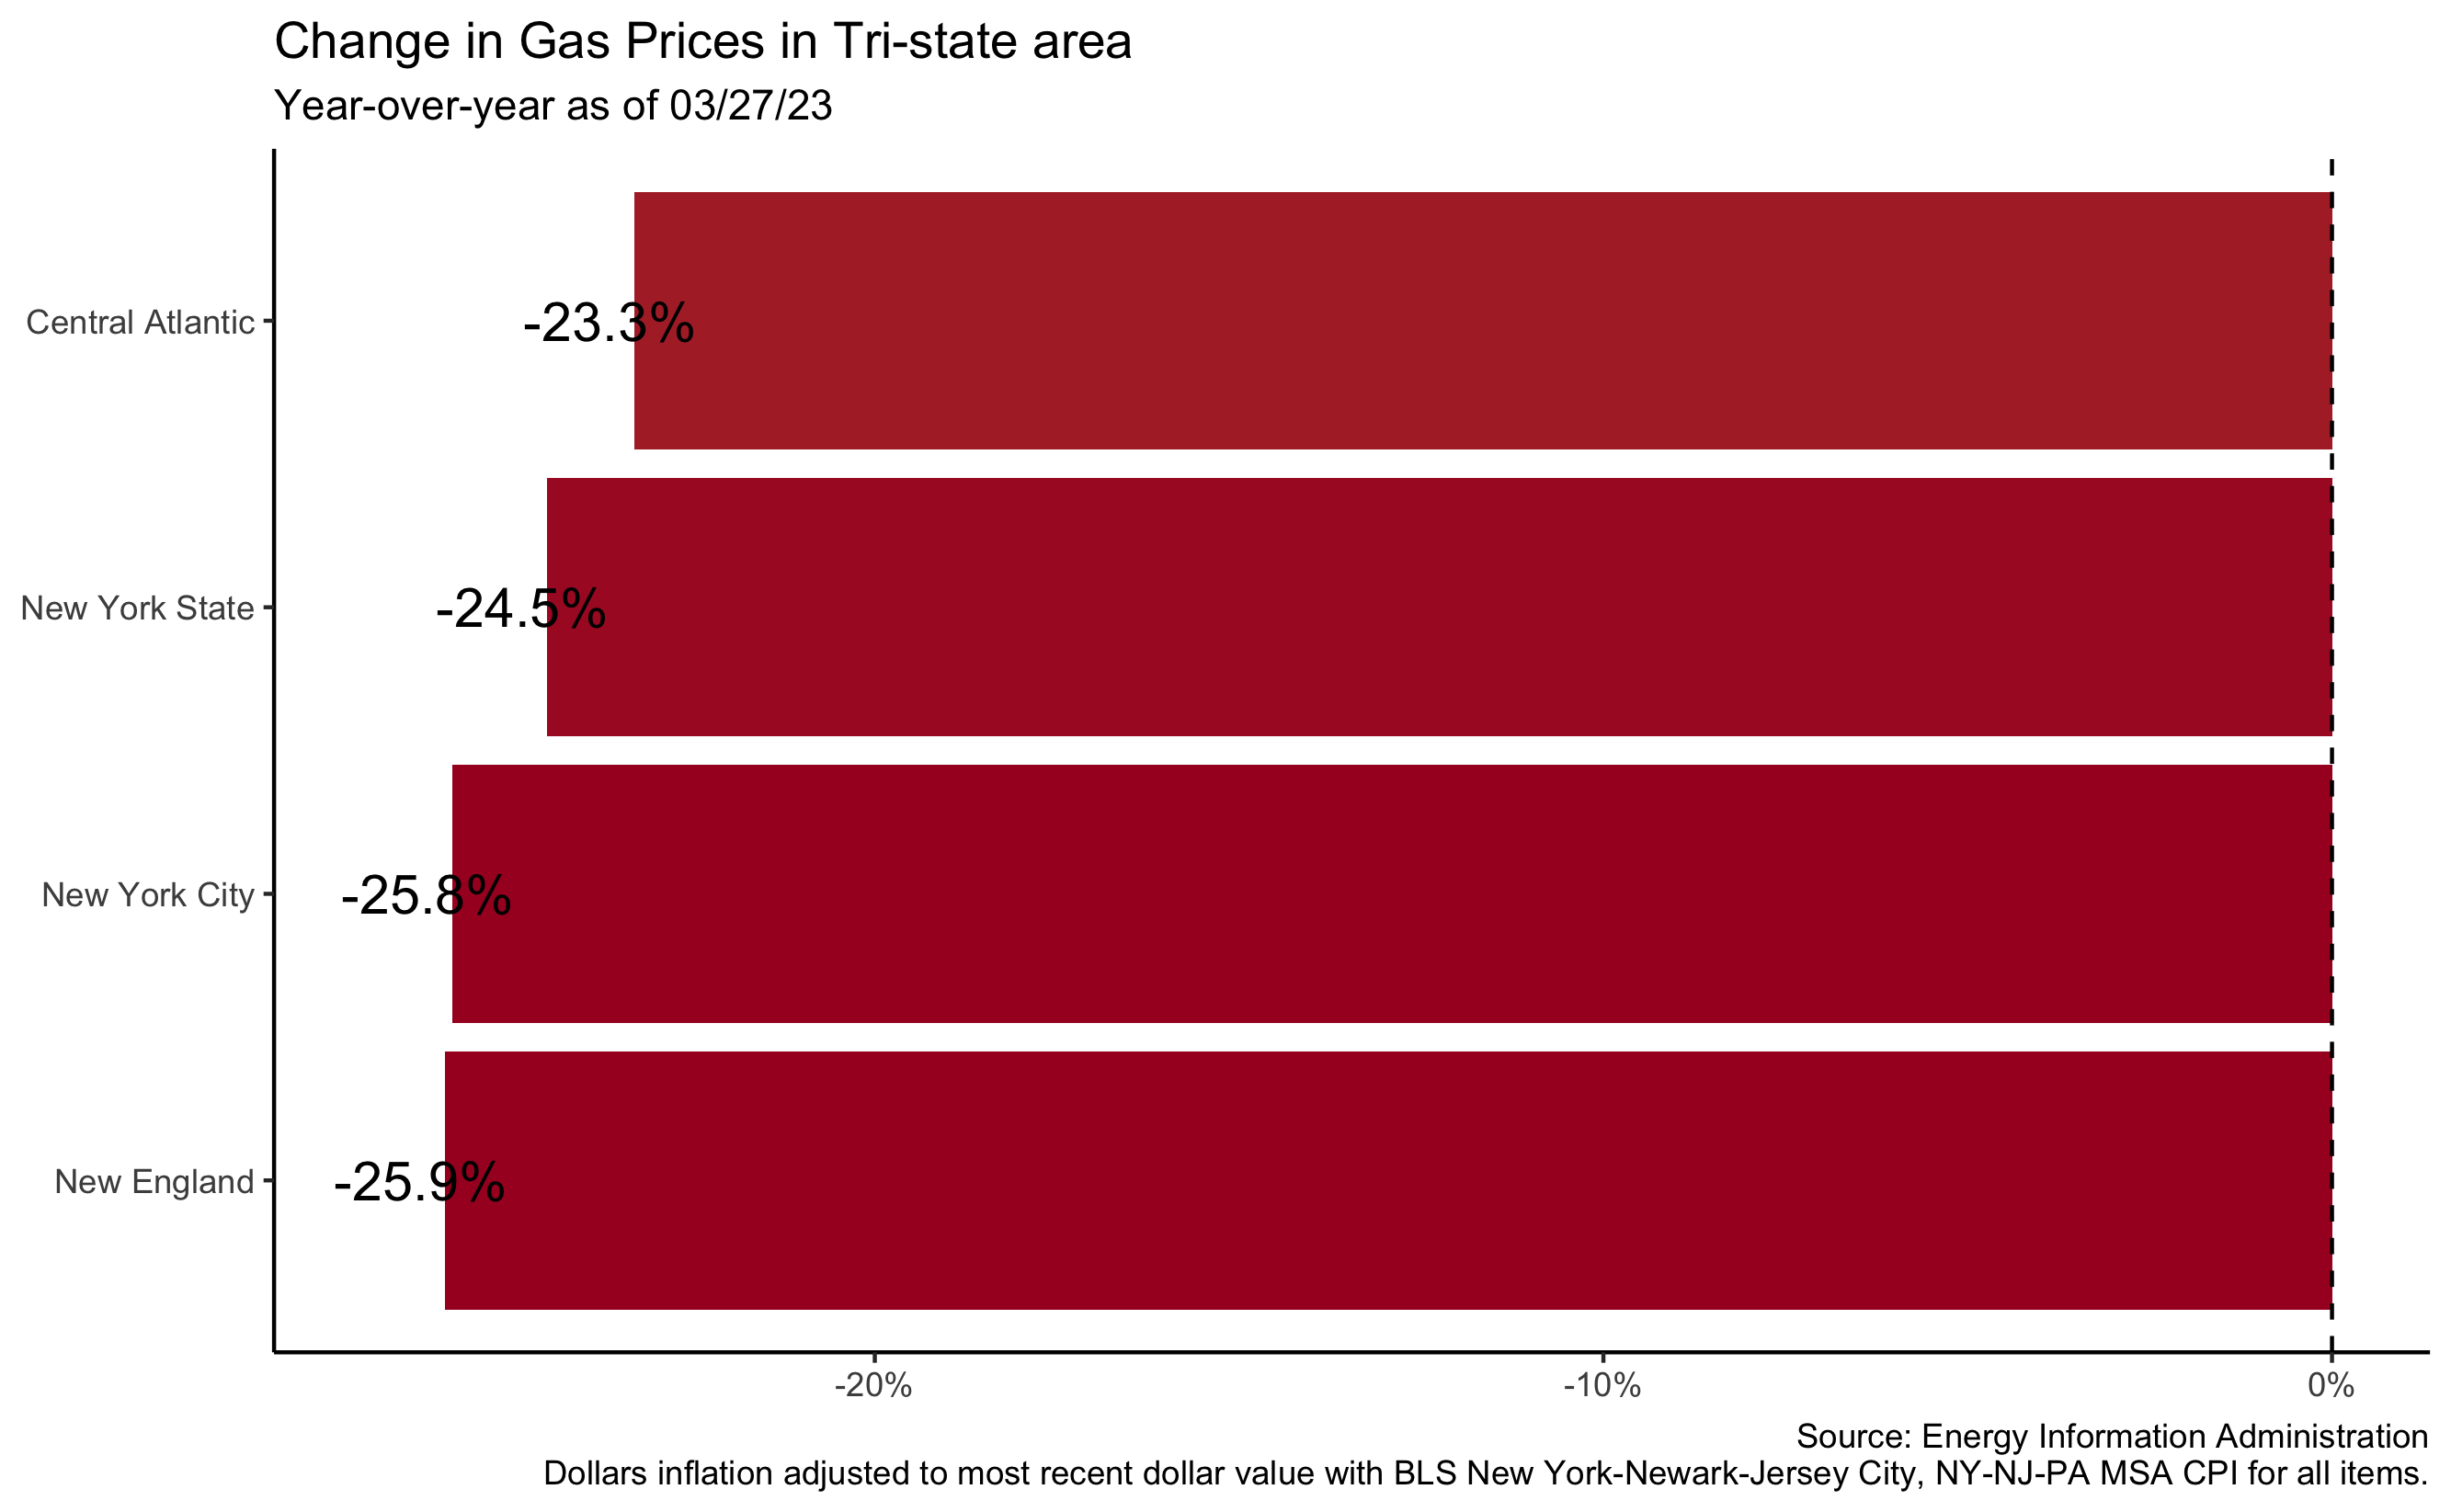 Change in Gas Prices in Tri-state area
Year-over-year as of 03/27/23
Central Atlantic
-23.3%
New York State
-24.5%
New York City
-25.8%
New England
-25.9%
-20%
-10%
0%
Source: Energy Information Administration
Dollars inflation adjusted to most recent dollar value with BLS New York-Newark-Jersey City, NY-NJ-PA MSA CPI for all items.